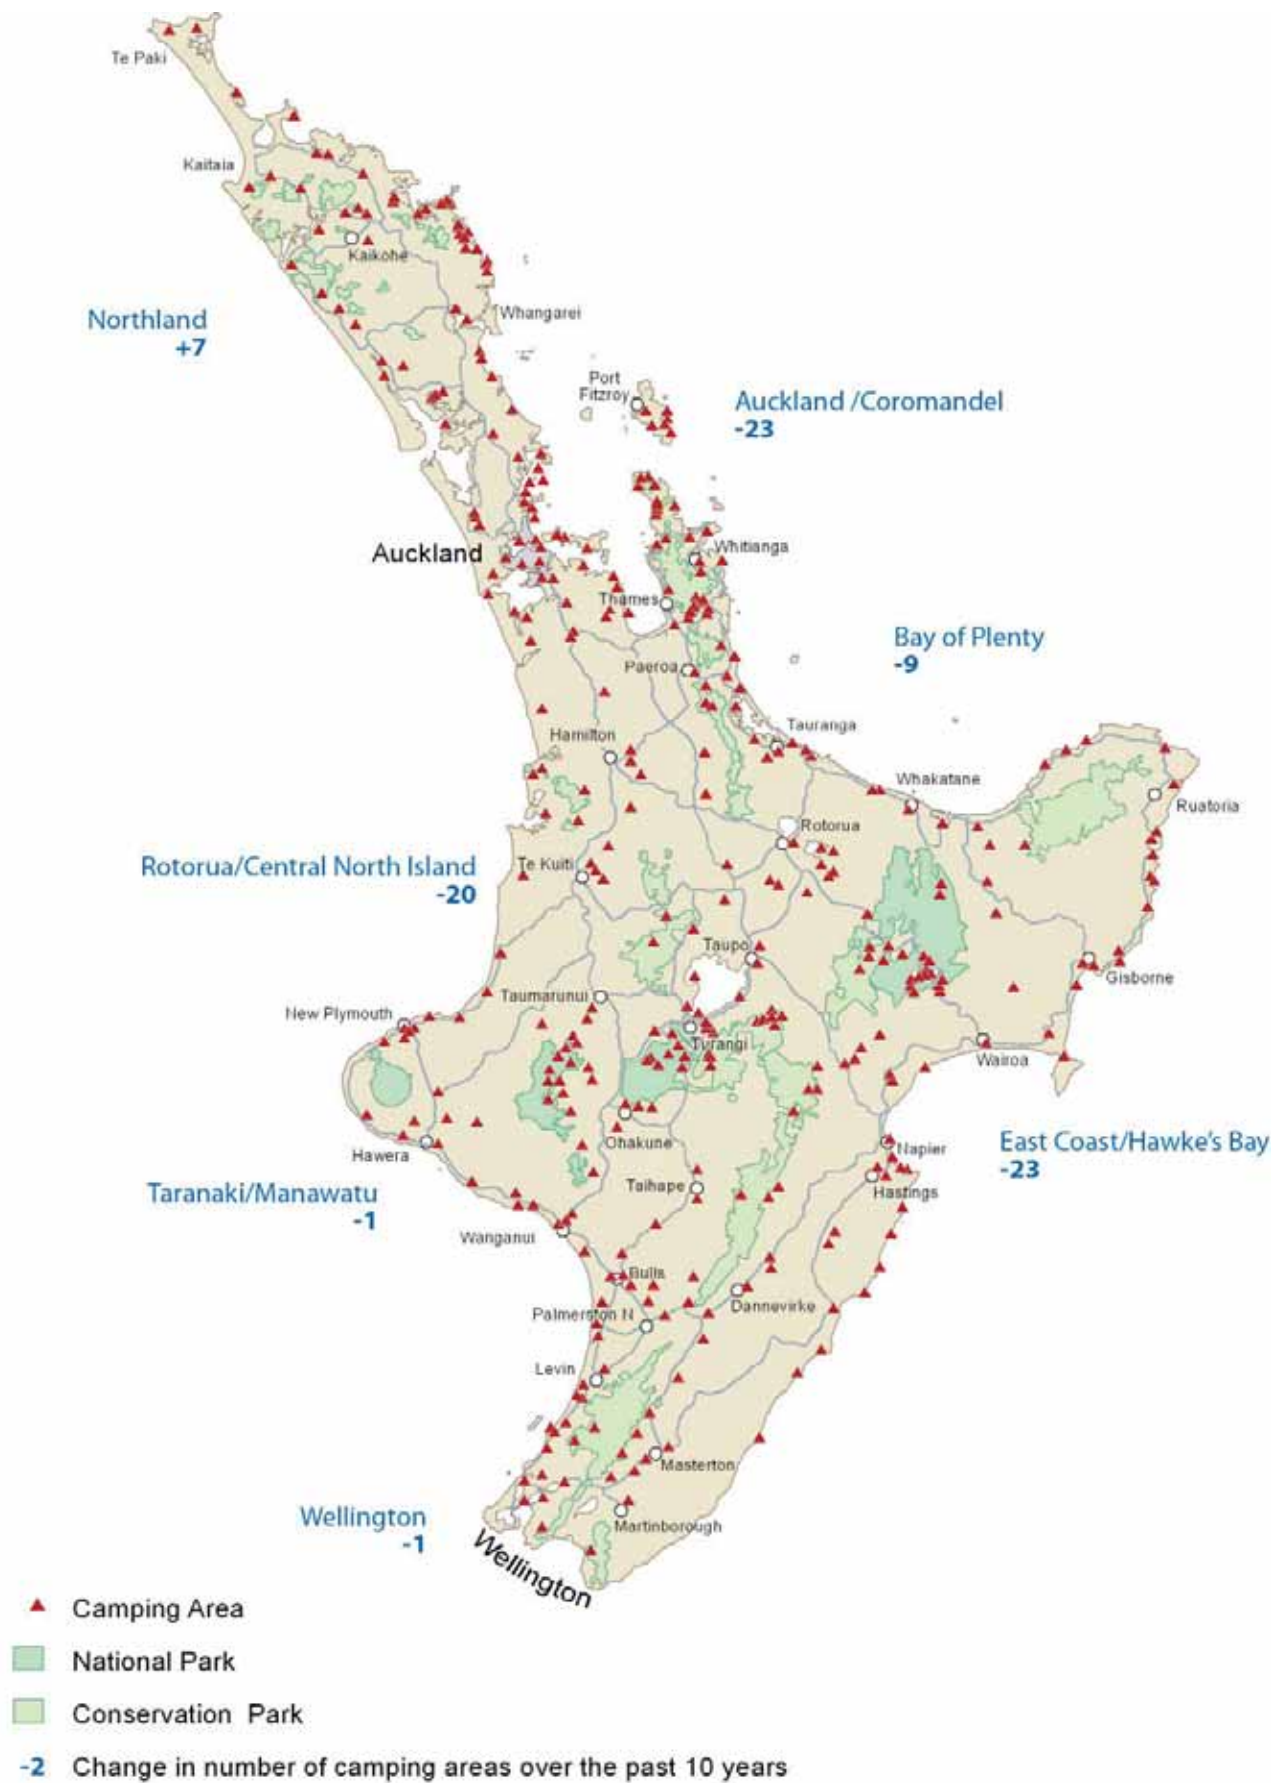 Te Paki
Kaitaia
Kaikohe
Northland
+7
Whangarei
Port
Fitzroy
Auckland /Coromandel
-23
Auckland
Whitianga
Thames
Bay of Plenty
-9
Paeroa
Tauranga
Hamilton
Whakatane
Ruatoria
Rotorua
Rotorua/Central North Island
-20
Te Kuiti
Taupo
Gisborne
Taumarunui
New Plymouth
Turangi
Wairoa
Ohakune
East Coast/Hawke's Bay
-23
Napier
Hawera
Taihape
Hastings
Taranaki/Manawatu
-1
Wanganui
Bulls
Dannevirke
Palmerston N
Levin
Masterton
Wellington
-1
Martinborough
Wellington
Camping Area
National Park
Conservation Park
-2 Change in number of camping areas over the past 10 years